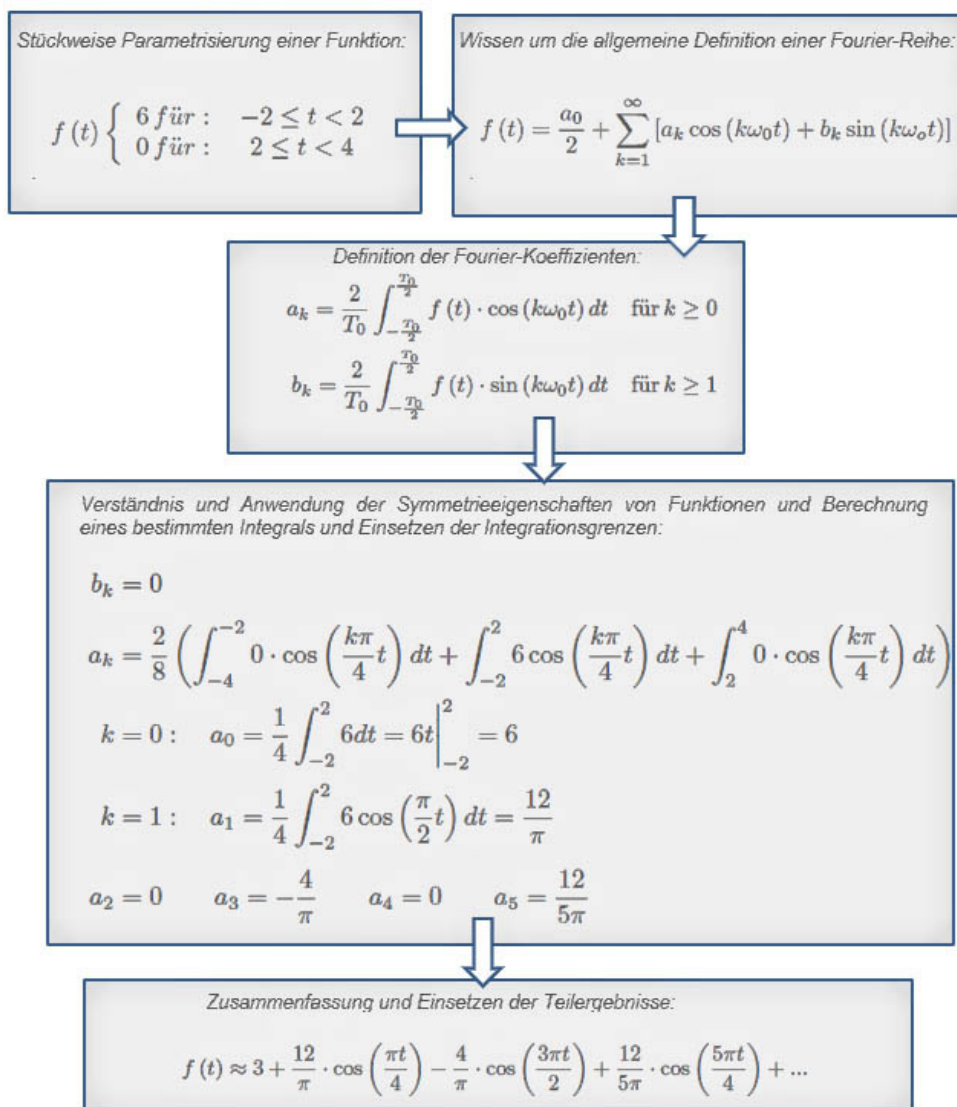 Stückweise Parametrisierung einer Funktion:
f (t) { 6 für : −2 ≤ t < 2
0 für : 2 ≤ t < 4
.
Wissen um die allgemeine Definition einer Fourier-Reihe:
f (t) = a₀/2 + ∑_{k=1}^{∞} [aₖ cos (kω₀t) + bₖ sin (kωₒt)]
.
Definition der Fourier-Koeffizienten:
aₖ = 2/T₀ ∫_{−T₀/2}^{T₀/2} f (t) · cos (kω₀t) dt für k ≥ 0
bₖ = 2/T₀ ∫_{−T₀/2}^{T₀/2} f (t) · sin (kω₀t) dt für k ≥ 1
Verständnis und Anwendung der Symmetrieeigenschaften von Funktionen und Berechnung
eines bestimmten Integrals und Einsetzen der Integrationsgrenzen:
bₖ = 0
aₖ = 2/8 (∫_{−4}^{−2} 0 · cos (kπ/4 t) dt + ∫_{−2}^{2} 6 cos (kπ/4 t) dt + ∫_{2}^{4} 0 · cos (kπ/4 t) dt)
k = 0 : a₀ = 1/4 ∫_{−2}^{2} 6dt = 6t|_{−2}^{2} = 6
k = 1 : a₁ = 1/4 ∫_{−2}^{2} 6 cos (π/2 t) dt = 12/π
a₂ = 0 a₃ = −4/π a₄ = 0 a₅ = 12/5π
Zusammenfassung und Einsetzen der Teilergebnisse:
f (t) ≈ 3 + 12/π · cos (πt/4) − 4/π · cos (3πt/2) + 12/5π · cos (5πt/4) + ...